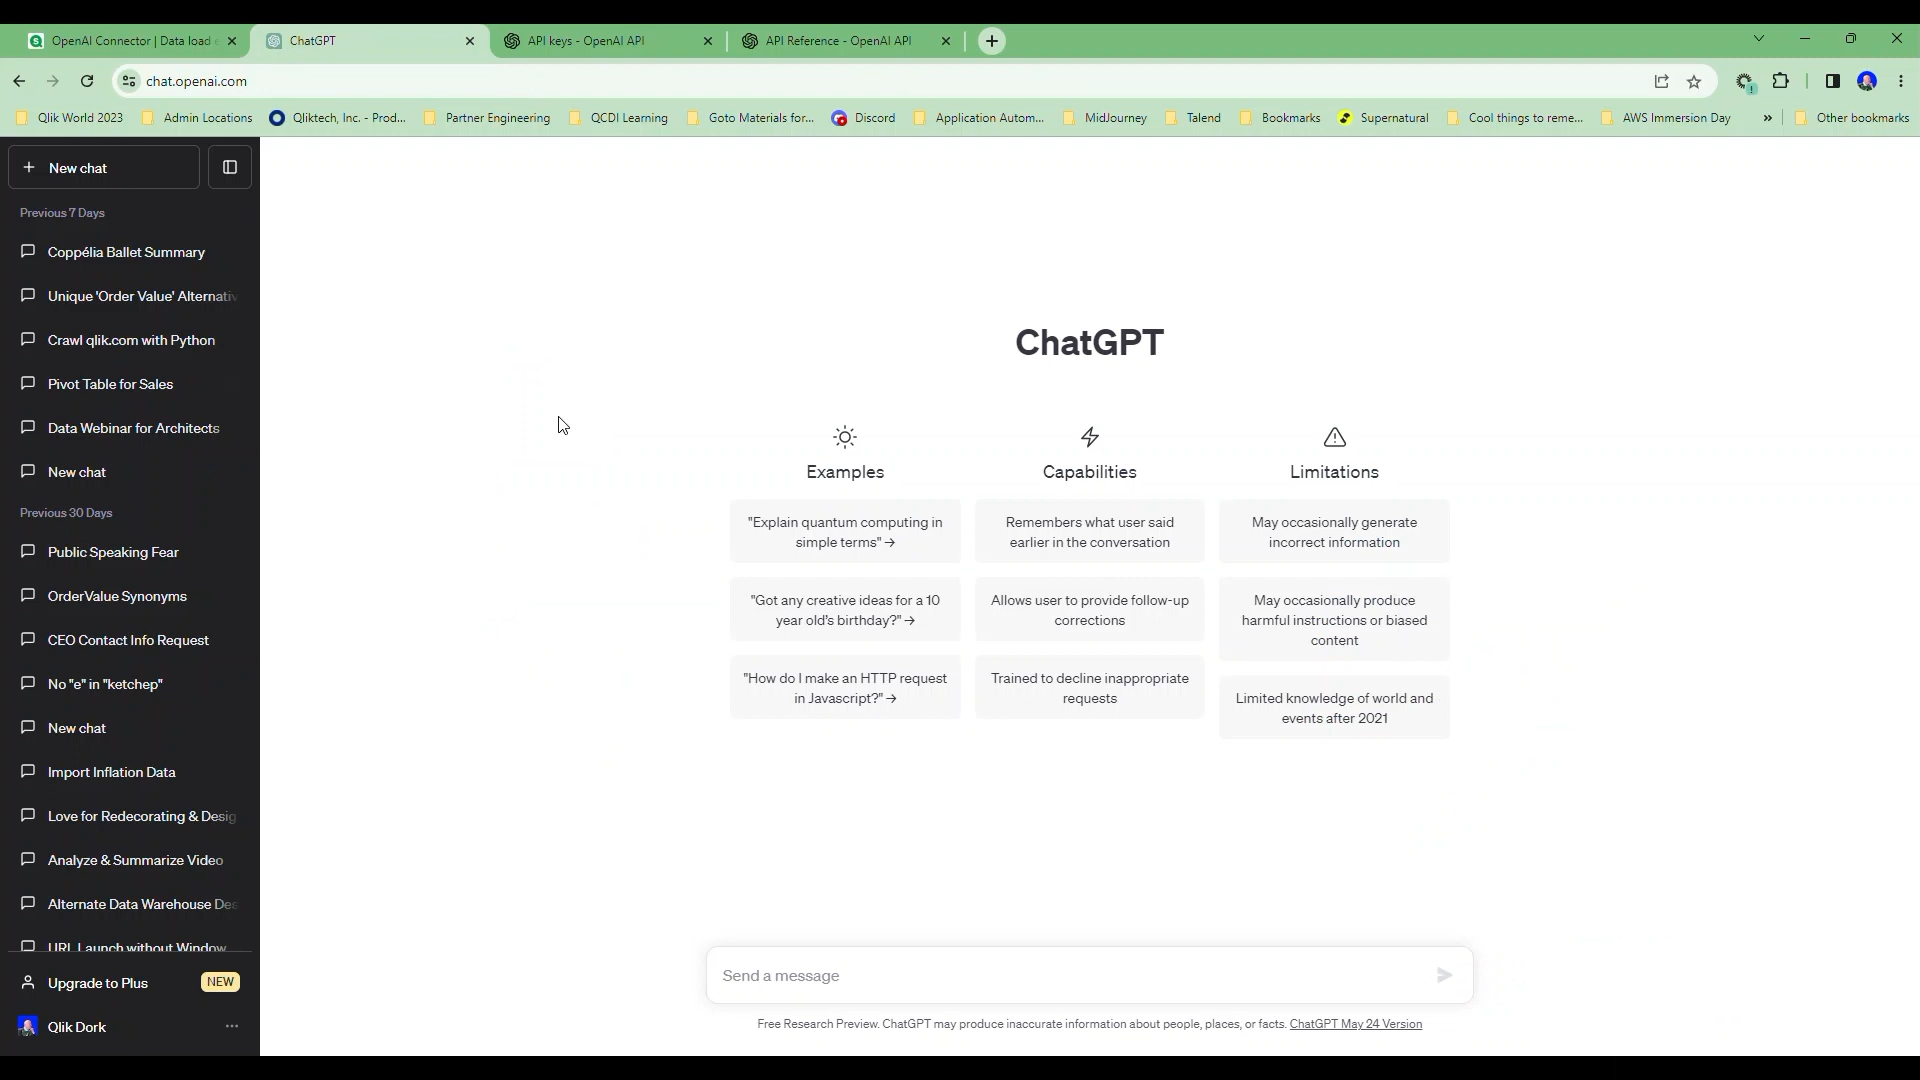 OpenAI Connector | Data load e
ChatGPT
API keys - OpenAI API
API Reference - OpenAI API
chat.openai.com
Qlik World 2023
Admin Locations
Qliktech, Inc. - Prod...
Partner Engineering
QCDI Learning
Goto Materials for...
Discord
Application Autom...
MidJourney
Talend
Bookmarks
Supernatural
Cool things to reme...
AWS Immersion Day
»
Other bookmarks
+ New chat
Previous 7 Days
Coppélia Ballet Summary
Unique 'Order Value' Alternativ
Crawl qlik.com with Python
Pivot Table for Sales
Data Webinar for Architects
New chat
Previous 30 Days
Public Speaking Fear
OrderValue Synonyms
CEO Contact Info Request
No "e" in "ketchep"
New chat
Import Inflation Data
Love for Redecorating & Desig
Analyze & Summarize Video
Alternate Data Warehouse Des
URL Launch without Window
Upgrade to Plus NEW
Qlik Dork ...
ChatGPT
Examples
"Explain quantum computing in
simple terms" →
"Got any creative ideas for a 10
year old's birthday?" →
"How do I make an HTTP request
in Javascript?" →
Capabilities
Remembers what user said
earlier in the conversation
Allows user to provide follow-up
corrections
Trained to decline inappropriate
requests
Limitations
May occasionally generate
incorrect information
May occasionally produce
harmful instructions or biased
content
Limited knowledge of world and
events after 2021
Send a message
Free Research Preview. ChatGPT may produce inaccurate information about people, places, or facts. ChatGPT May 24 Version